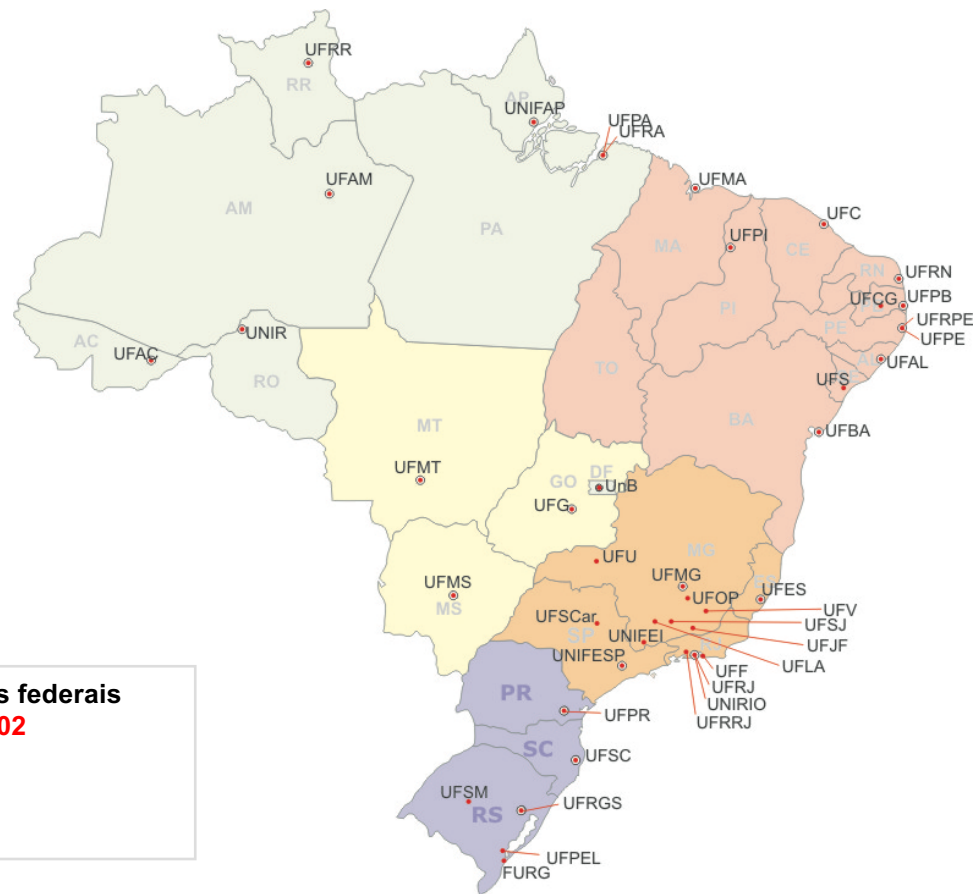 UFRR
RR
AP
UNIFAP
UFPA
UFRA
UFAM
UFMA
AM
UFC
PA
MA
UFPI
CE
RN
UFRN
UFCG
UFPB
PI
UFRPE
PE
UFPE
AC
UFAC
UNIR
UFAL
TO
RO
UFS
BA
MT
UFBA
UFMT
GO
DF
UnB
UFG
UFU
MG
UFMS
UFMG
MS
UFOP
UFES
UFV
UFSCar
UFSJ
SP
UNIFEI
UFJF
UNIFESP
UFLA
UFF
UFRJ
UNIRIO
UFRRJ
s federais
02
PR
UFPR
SC
UFSC
UFSM
RS
UFRGS
UFPEL
FURG